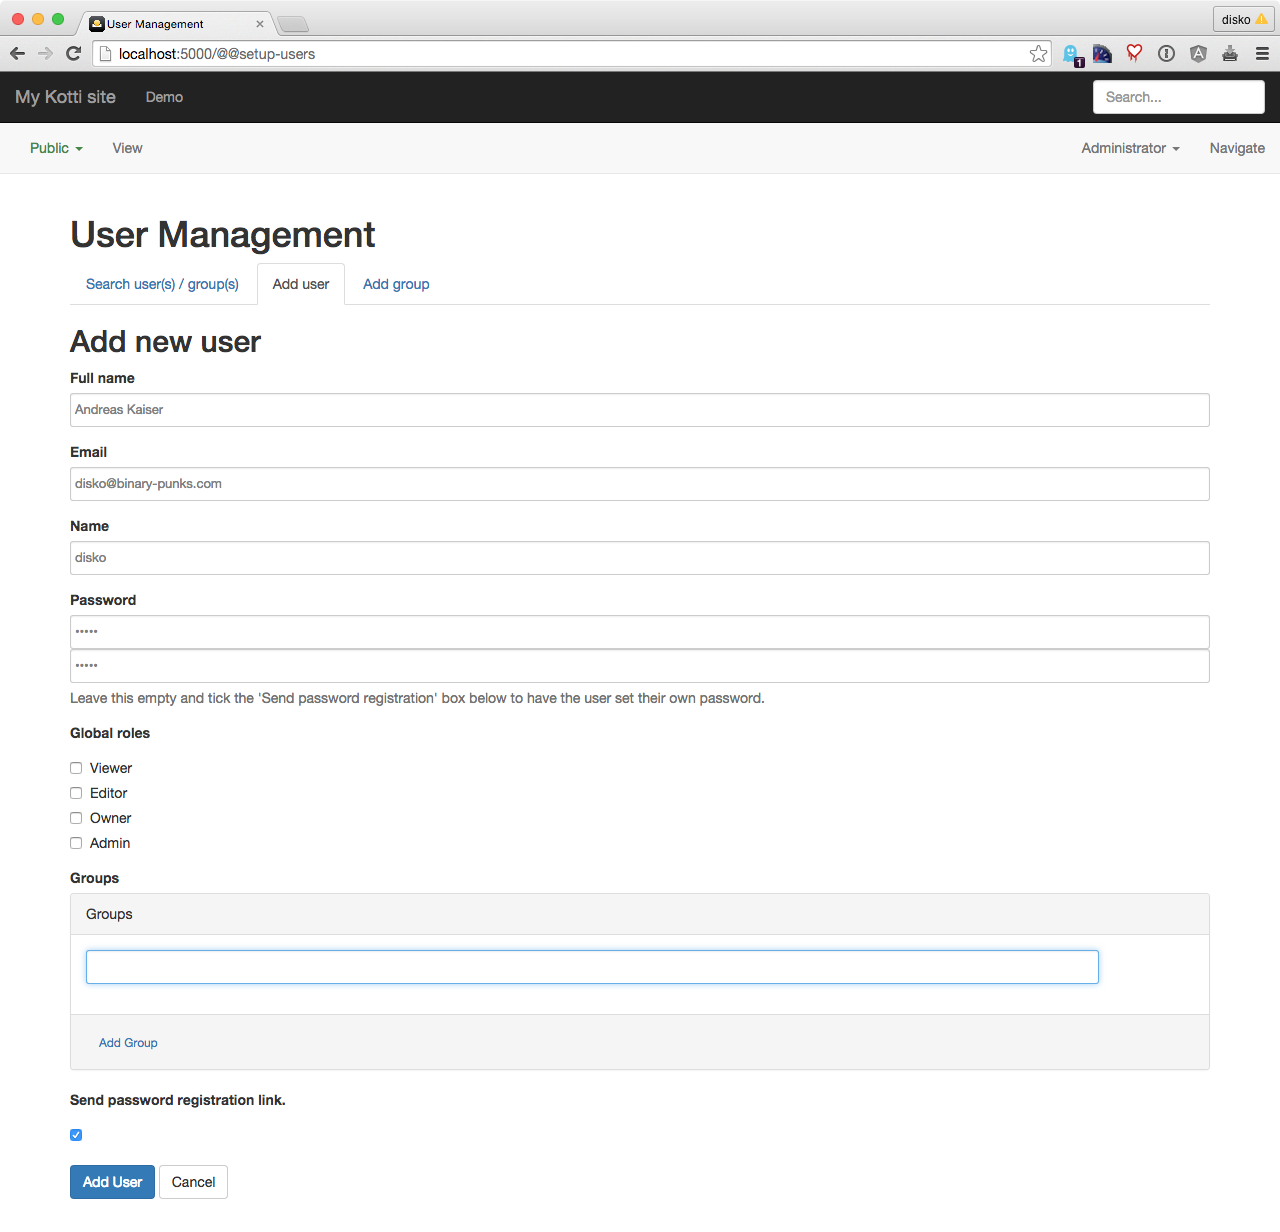 User Management
disko
localhost:5000/@@setup-users
1
My Kotti site Demo Search...
Public View Administrator Navigate
User Management
Search user(s) / group(s) Add user Add group
Add new user
Full name
Andreas Kaiser
Email
disko@binary-punks.com
Name
disko
Password
•••••
•••••
Leave this empty and tick the 'Send password registration' box below to have the user set their own password.
Global roles
Viewer
Editor
Owner
Admin
Groups
Groups
Add Group
Send password registration link.
Add User Cancel